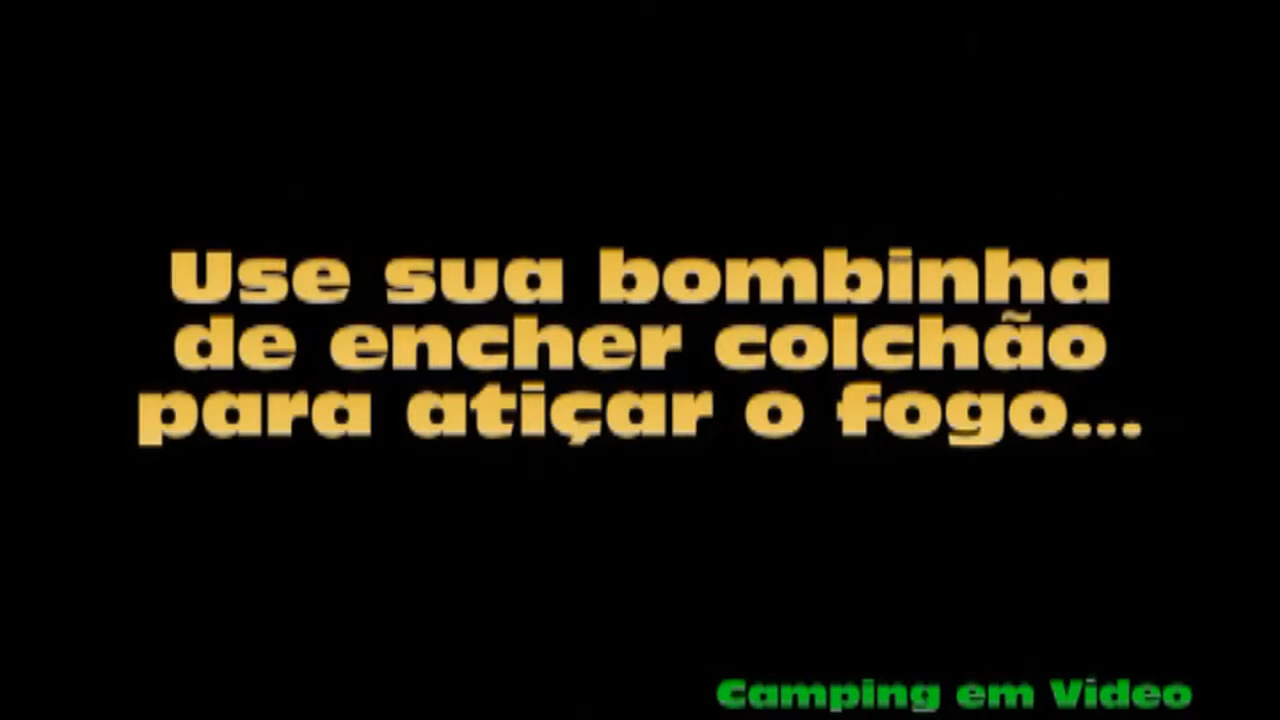 Use sua bombinha
de encher colchão
para atiçar o fogo...
Camping em Video